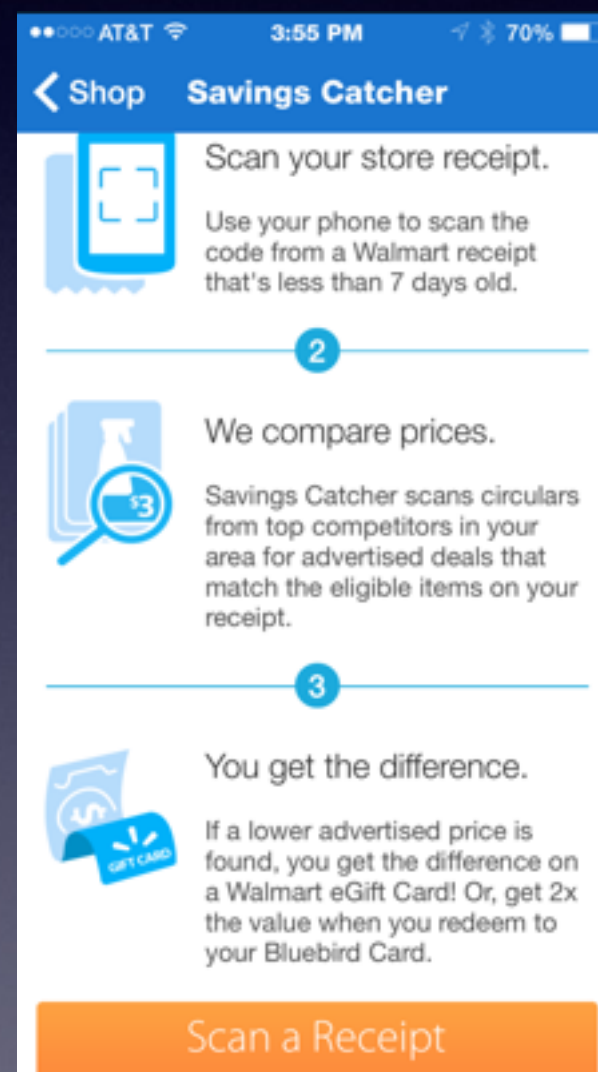 AT&T 3:55 PM 70%
Shop Savings Catcher
Scan your store receipt.
Use your phone to scan the
code from a Walmart receipt
that's less than 7 days old.
2
We compare prices.
$3
Savings Catcher scans circulars
from top competitors in your
area for advertised deals that
match the eligible items on your
receipt.
3
You get the difference.
GIFT CARD
If a lower advertised price is
found, you get the difference on
a Walmart eGift Card! Or, get 2x
the value when you redeem to
your Bluebird Card.
Scan a Receipt